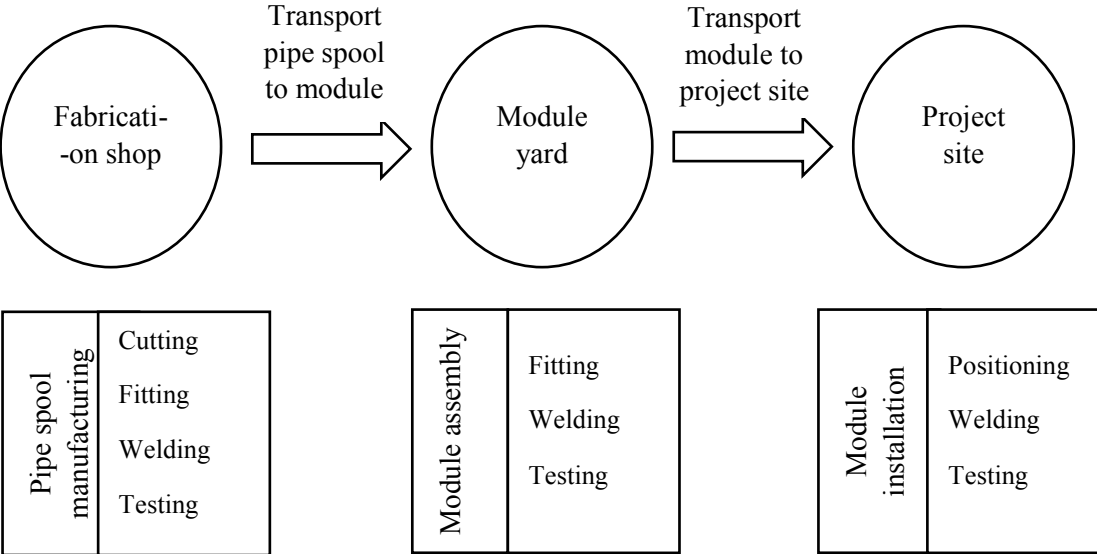 Fabricati-
-on shop
Transport
pipe spool
to module
Module
yard
Transport
module to
project site
Project
site
Pipe spool
manufacturing
Cutting
Fitting
Welding
Testing
Module assembly
Fitting
Welding
Testing
Module
installation
Positioning
Welding
Testing